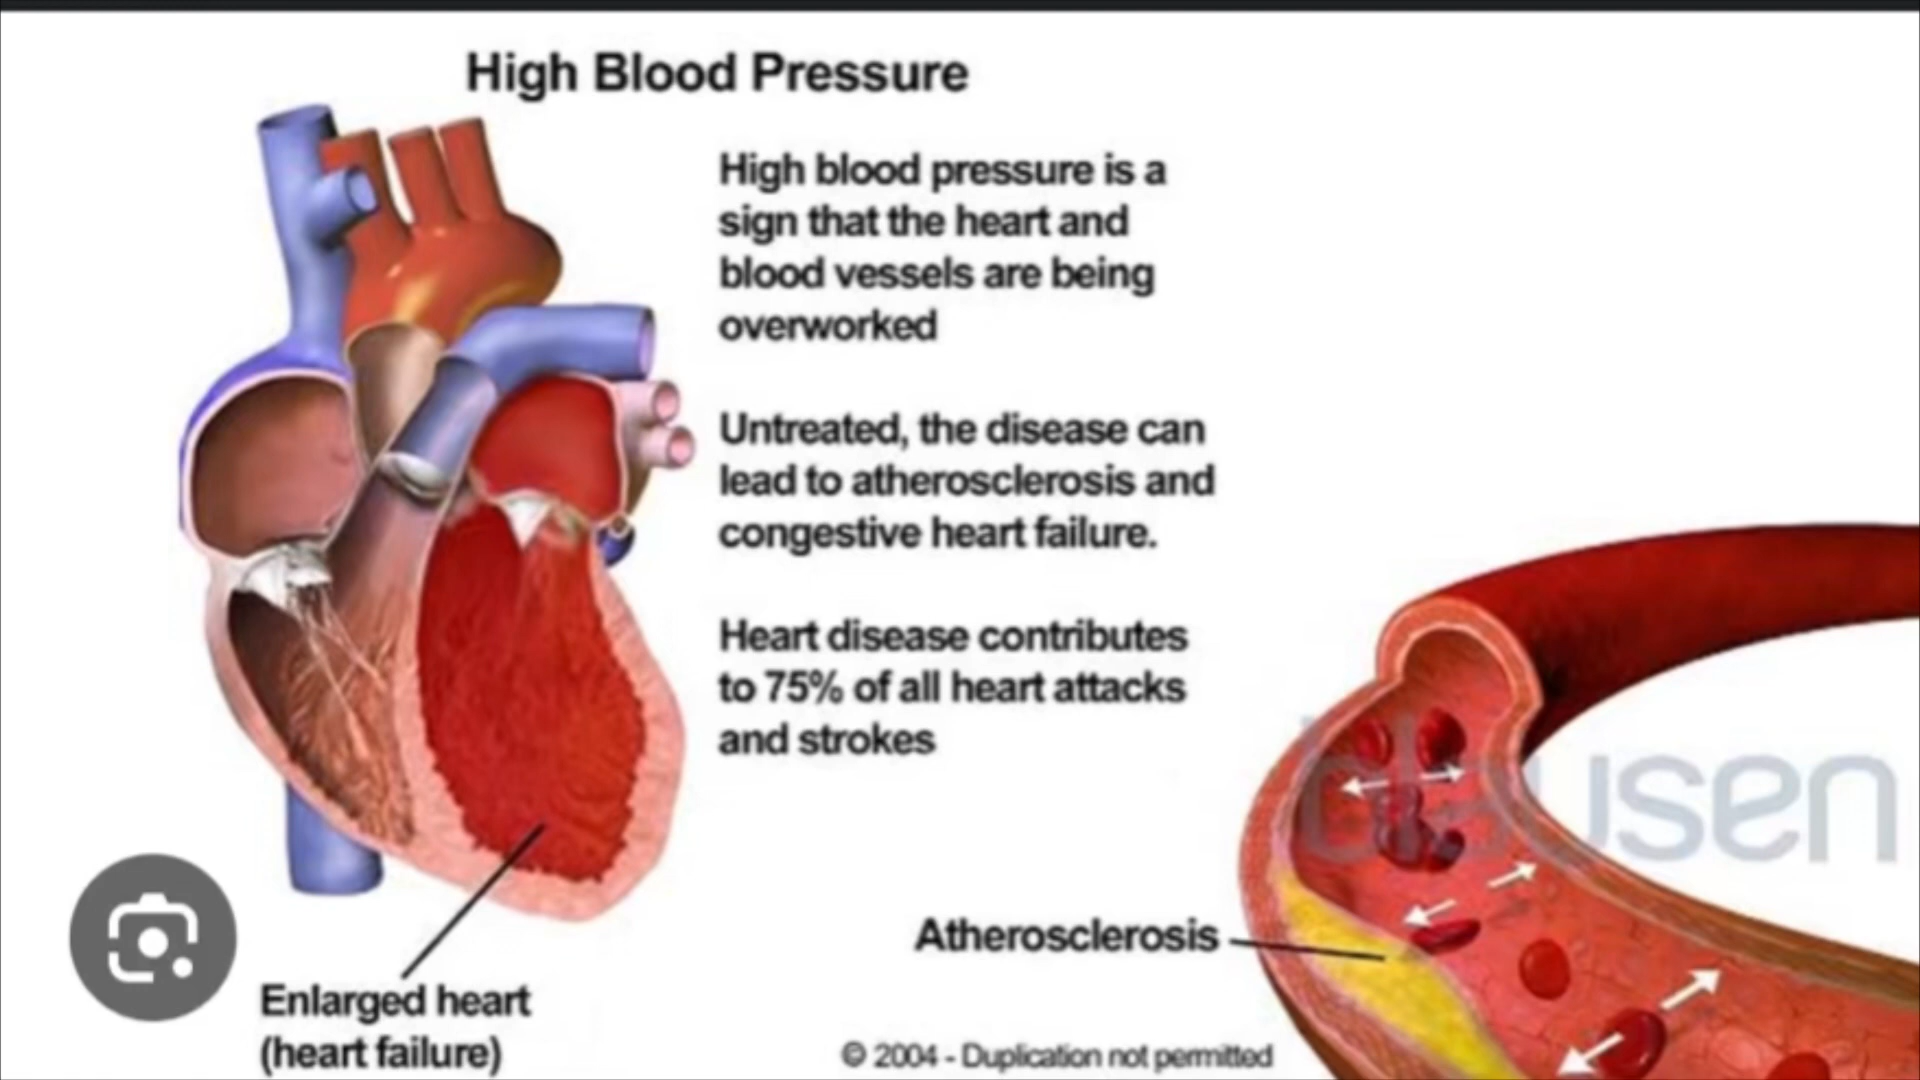 High Blood Pressure
High blood pressure is a
sign that the heart and
blood vessels are being
overworked
Untreated, the disease can
lead to atherosclerosis and
congestive heart failure.
Heart disease contributes
to 75% of all heart attacks
and strokes
Atherosclerosis
Enlarged heart
(heart failure)
© 2004 - Duplication not permitted